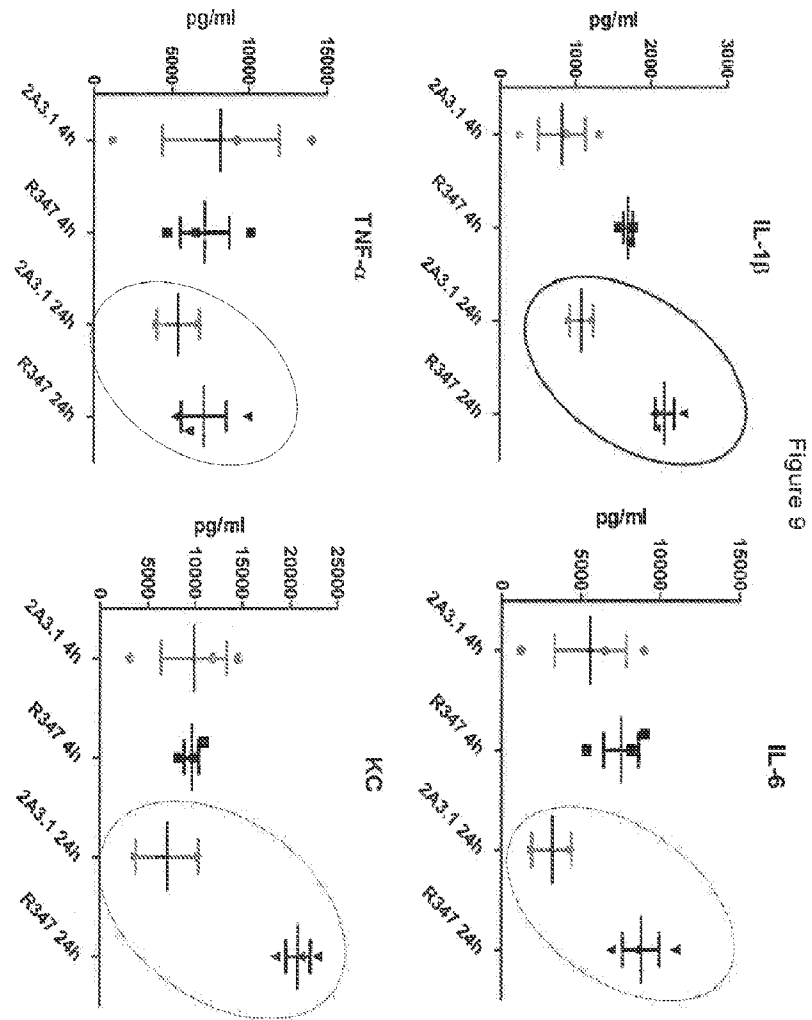 Figure 9
IL-1β
pg/ml
3000
2000
1000
0
2A3.1 4h
R347 4h
2A3.1 24h
R347 24h
IL-6
pg/ml
15000
10000
5000
0
2A3.1 4h
R347 4h
2A3.1 24h
R347 24h
TNF-α
pg/ml
15000
10000
5000
0
2A3.1 4h
R347 4h
2A3.1 24h
R347 24h
KC
pg/ml
25000
20000
15000
10000
5000
0
2A3.1 4h
R347 4h
2A3.1 24h
R347 24h